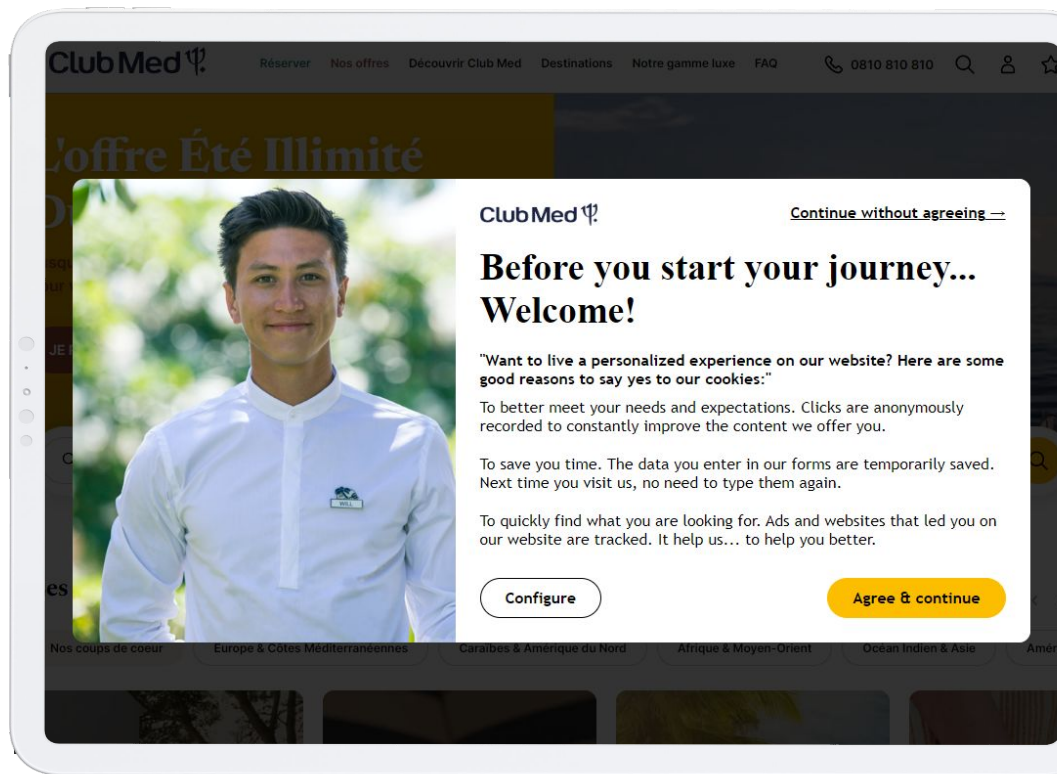 Club Med
Réserver Nos offres Découvrir Club Med Destinations Notre gamme luxe FAQ 0810 810 810
L'offre Été Illimité
Club Med
Continue without agreeing →
Before you start your journey...
Welcome!
"Want to live a personalized experience on our website? Here are some
good reasons to say yes to our cookies:"
To better meet your needs and expectations. Clicks are anonymously
recorded to constantly improve the content we offer you.
To save you time. The data you enter in our forms are temporarily saved.
Next time you visit us, no need to type them again.
To quickly find what you are looking for. Ads and websites that led you on
our website are tracked. It help us... to help you better.
WILL
Configure
Agree & continue
Nos coups de coeur Europe & Côtes Méditerranéennes Caraïbes & Amérique du Nord Afrique & Moyen-Orient Océan Indien & Asie